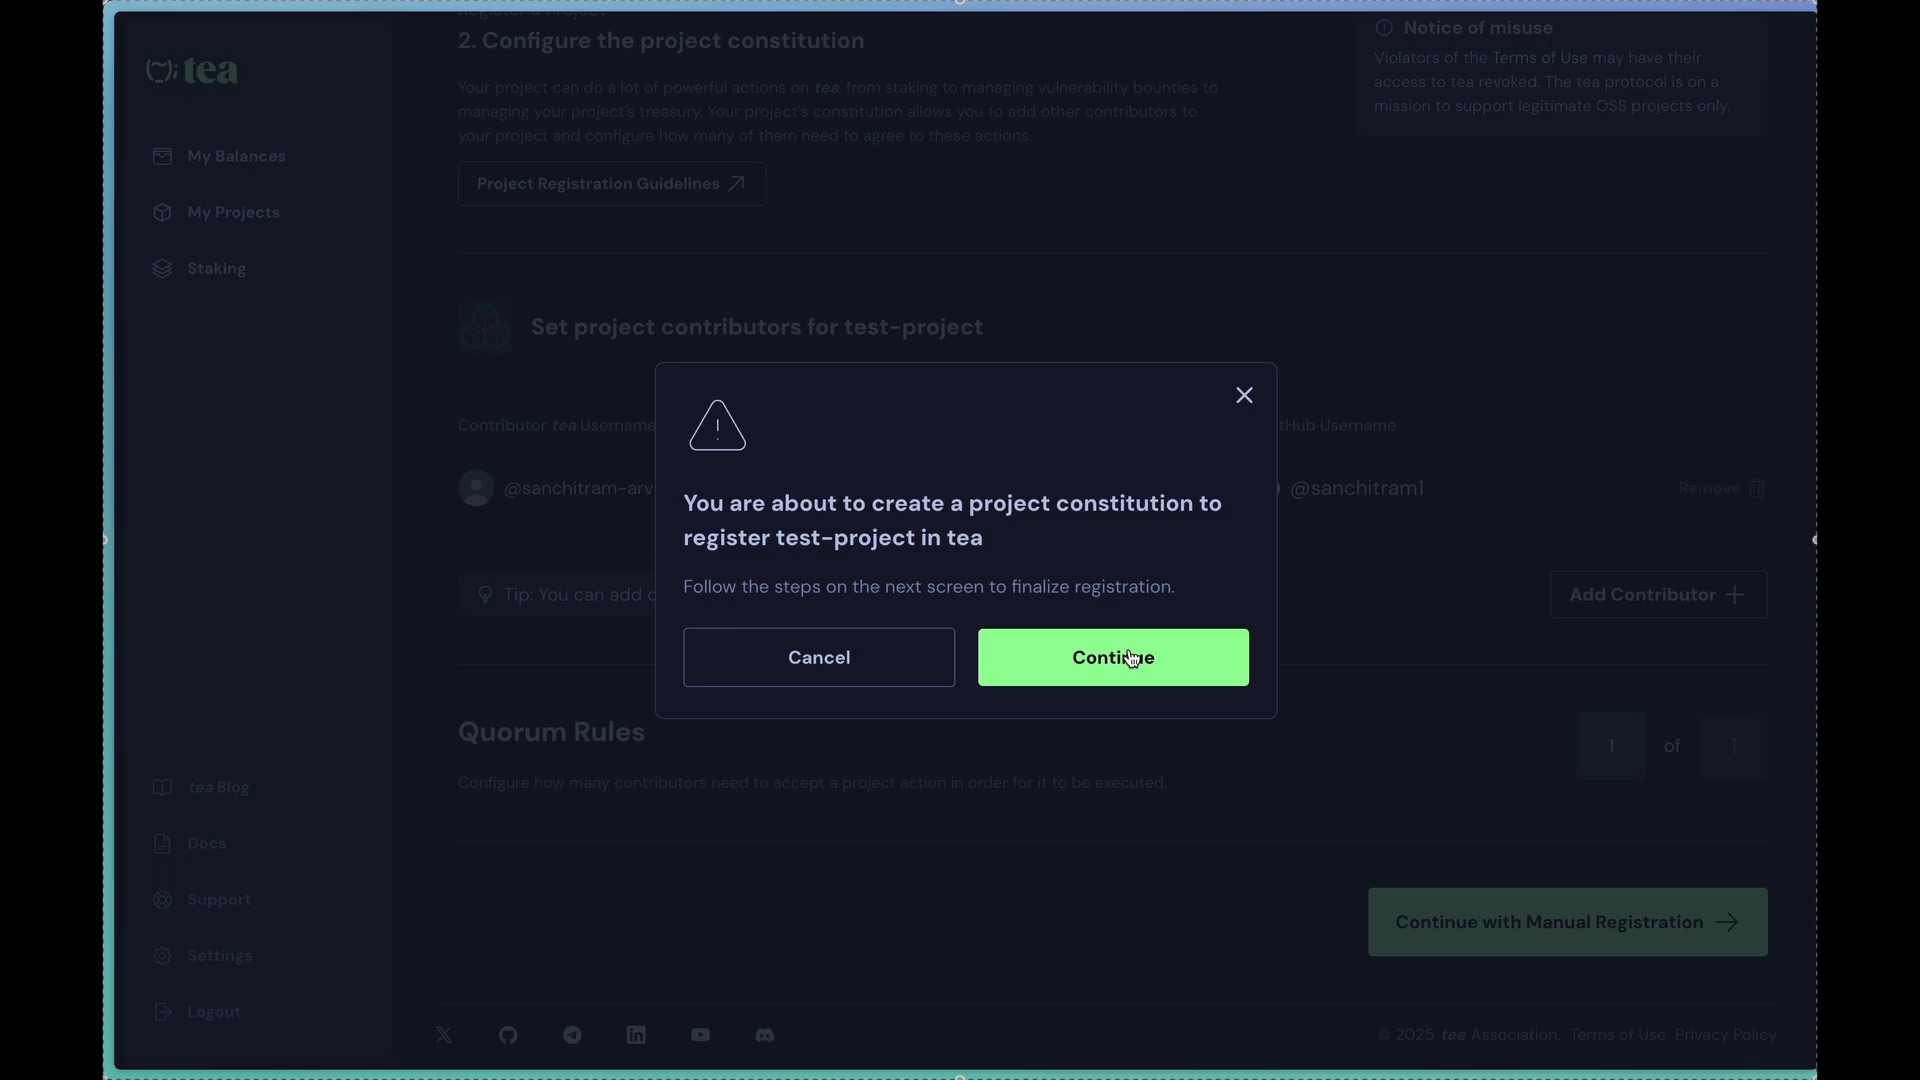 tea
My Balances
My Projects
Staking
tea Blog
Docs
Support
Settings
Logout
Register a Project
2. Configure the project constitution
Your project can do a lot of powerful actions on tea, from staking to managing vulnerability bounties to
managing your project's treasury. Your project's constitution allows you to add other contributors to
your project and configure how many of them need to agree to these actions.
Project Registration Guidelines
Notice of misuse
Violators of the Terms of Use may have their
access to tea revoked. The tea protocol is on a
mission to support legitimate OSS projects only.
Set project contributors for test-project
Contributor tea Username
tHub Username
@sanchitram-arv
@sanchitram1
Remove
Tip: You can add c
Add Contributor
You are about to create a project constitution to
register test-project in tea
Follow the steps on the next screen to finalize registration.
Cancel
Continue
Quorum Rules
1 of 1
Configure how many contributors need to accept a project action in order for it to be executed.
Continue with Manual Registration
© 2025 tea Association. Terms of Use Privacy Policy